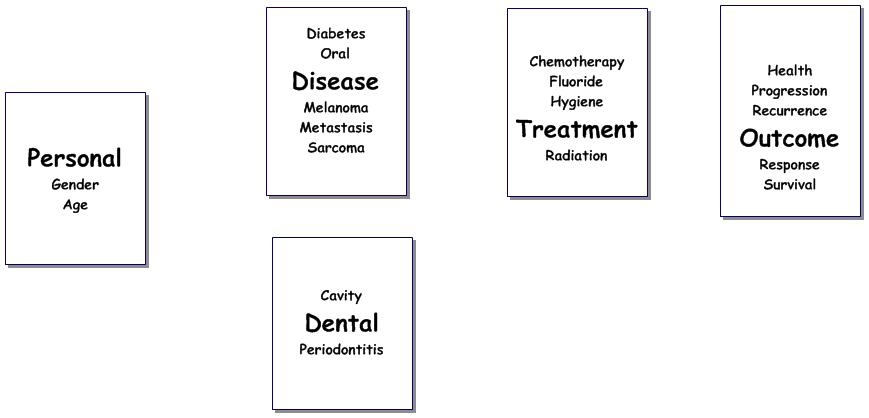 Personal
Gender
Age
Diabetes
Oral
Disease
Melanoma
Metastasis
Sarcoma
Cavity
Dental
Periodontitis
Chemotherapy
Fluoride
Hygiene
Treatment
Radiation
Health
Progression
Recurrence
Outcome
Response
Survival